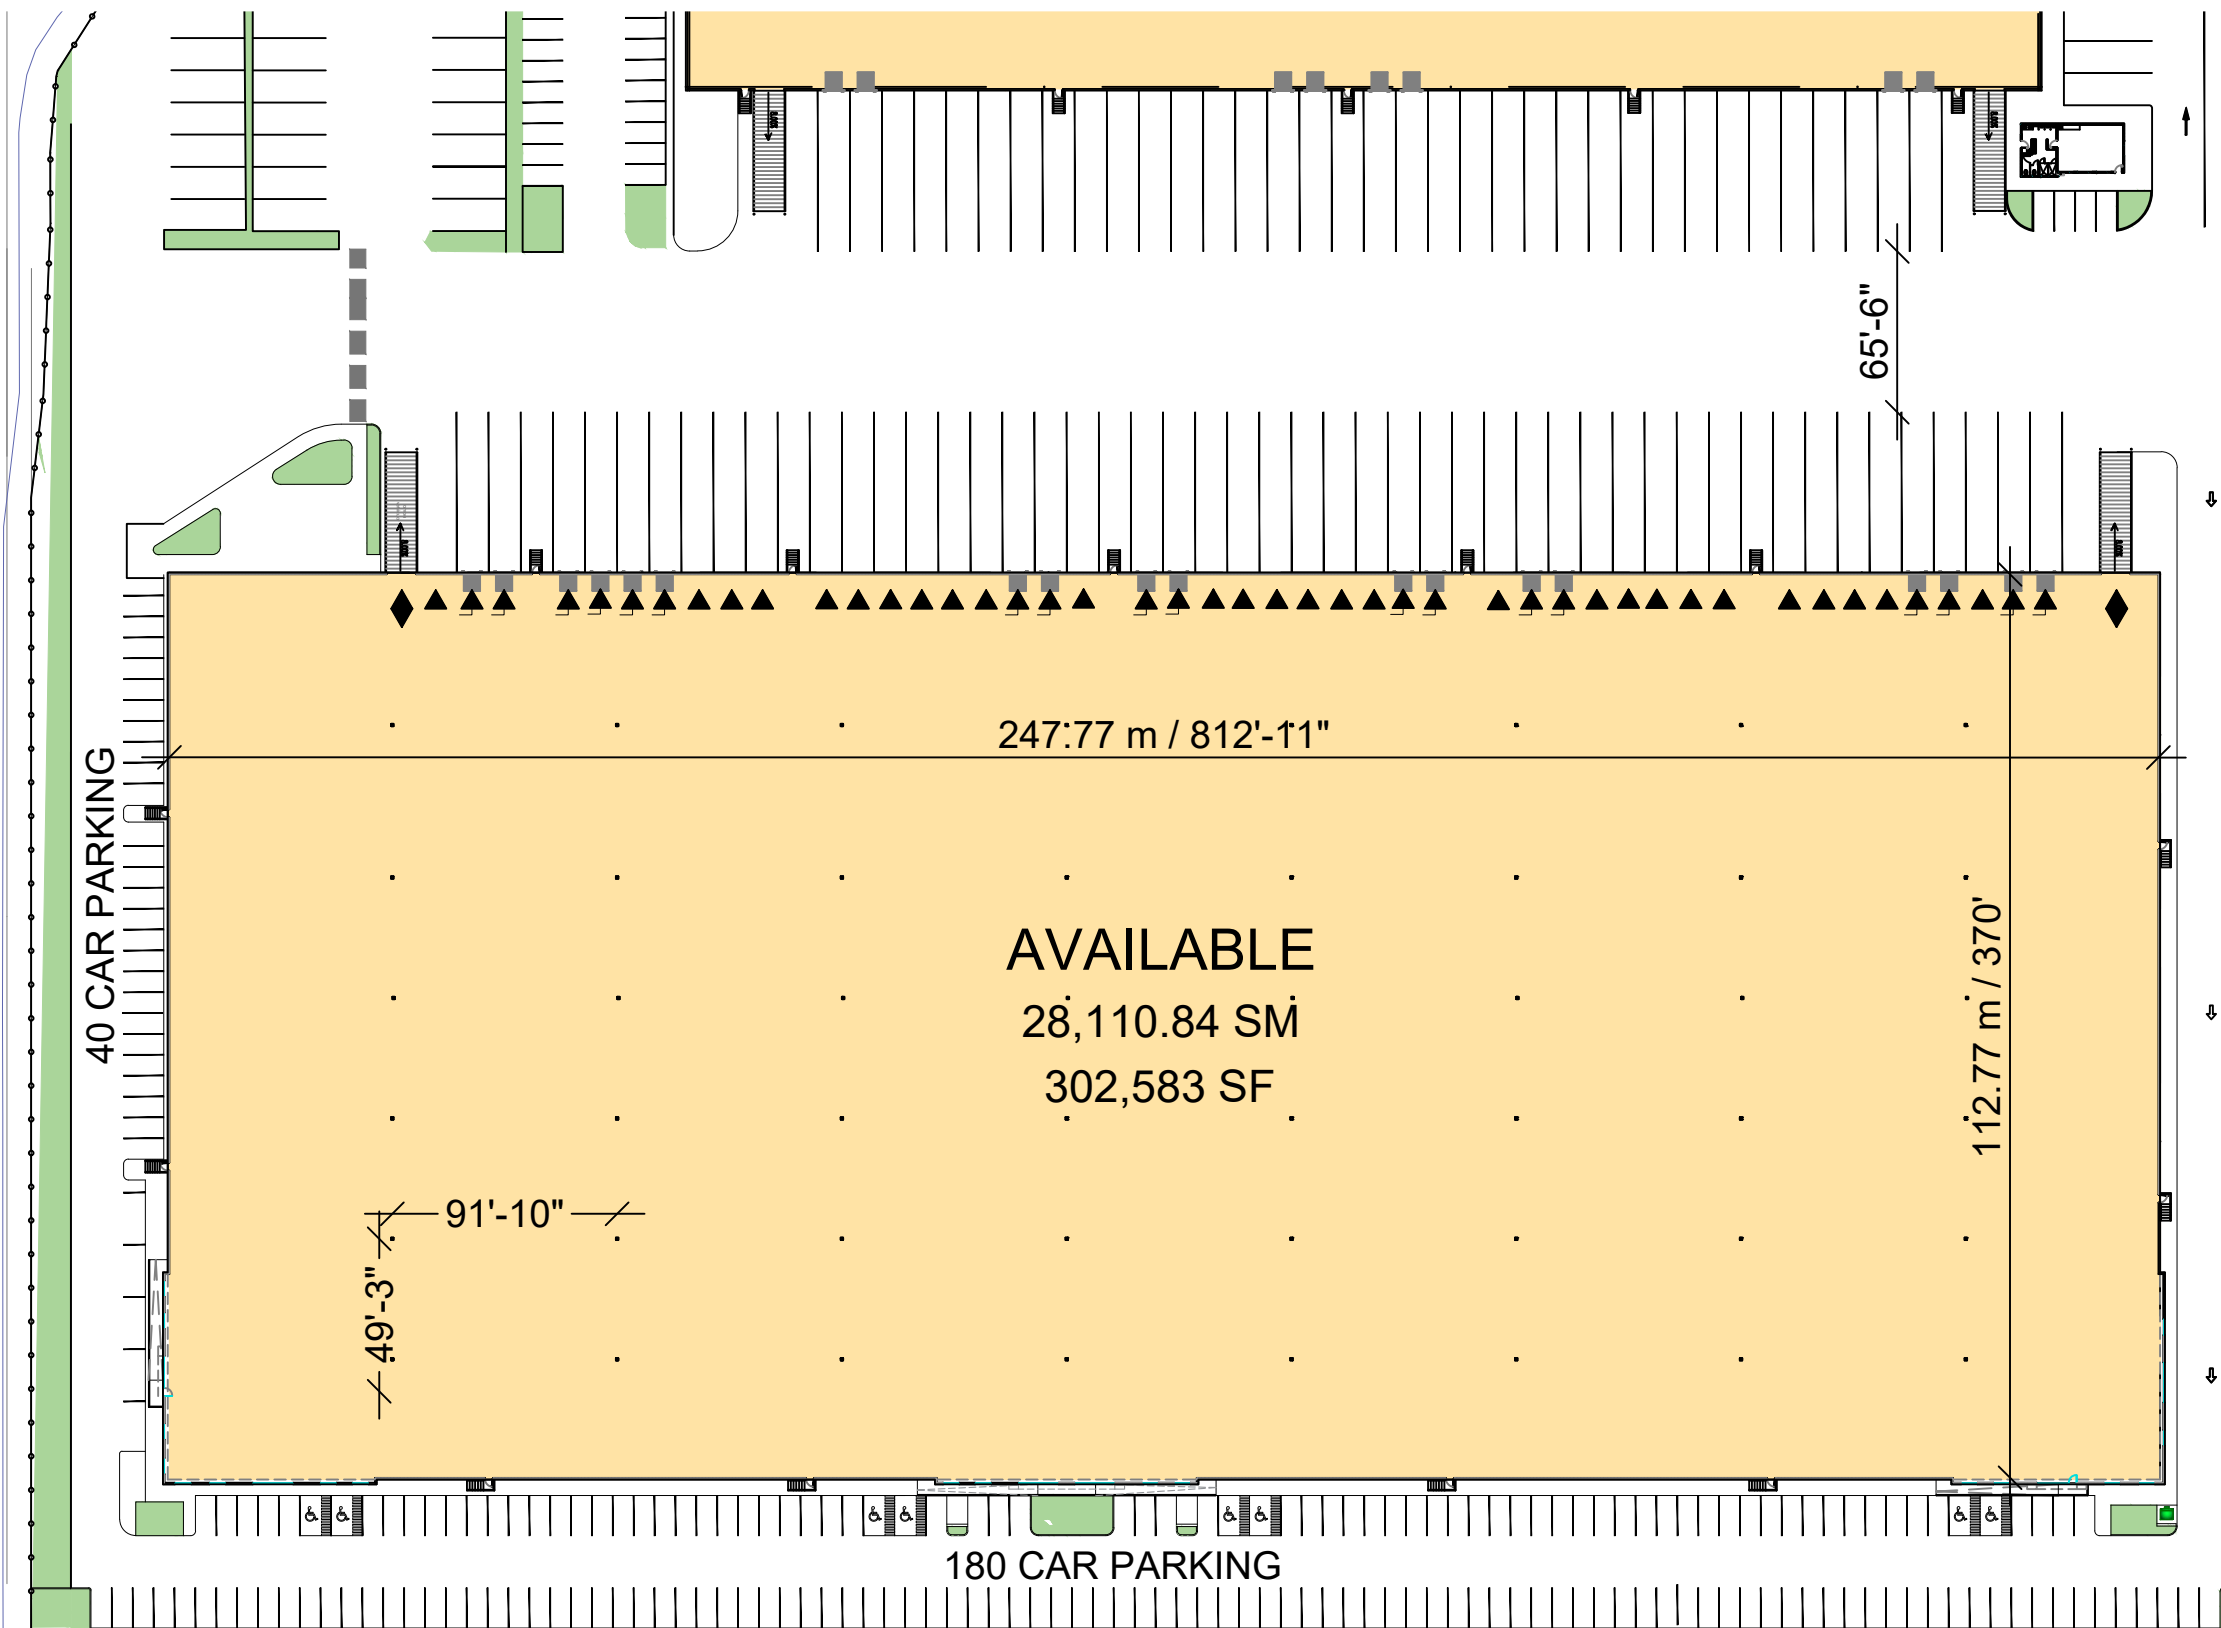 65'-6"
247.77 m / 812'-11"
40 CAR PARKING
AVAILABLE
28,110.84 SM
302,583 SF
112.77 m / 370'
91'-10"
49'-3"
180 CAR PARKING